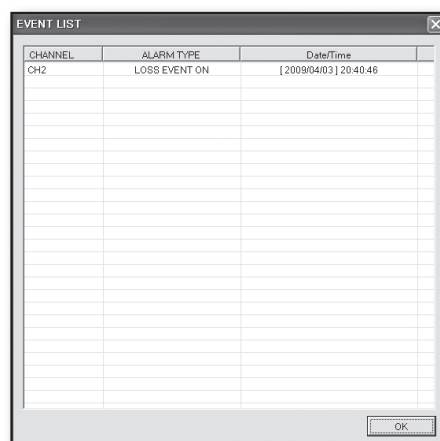 EVENT LIST
CHANNEL ALARM TYPE Date/Time
CH2 LOSS EVENT ON [ 2009/04/03 ] 20:40:46
OK